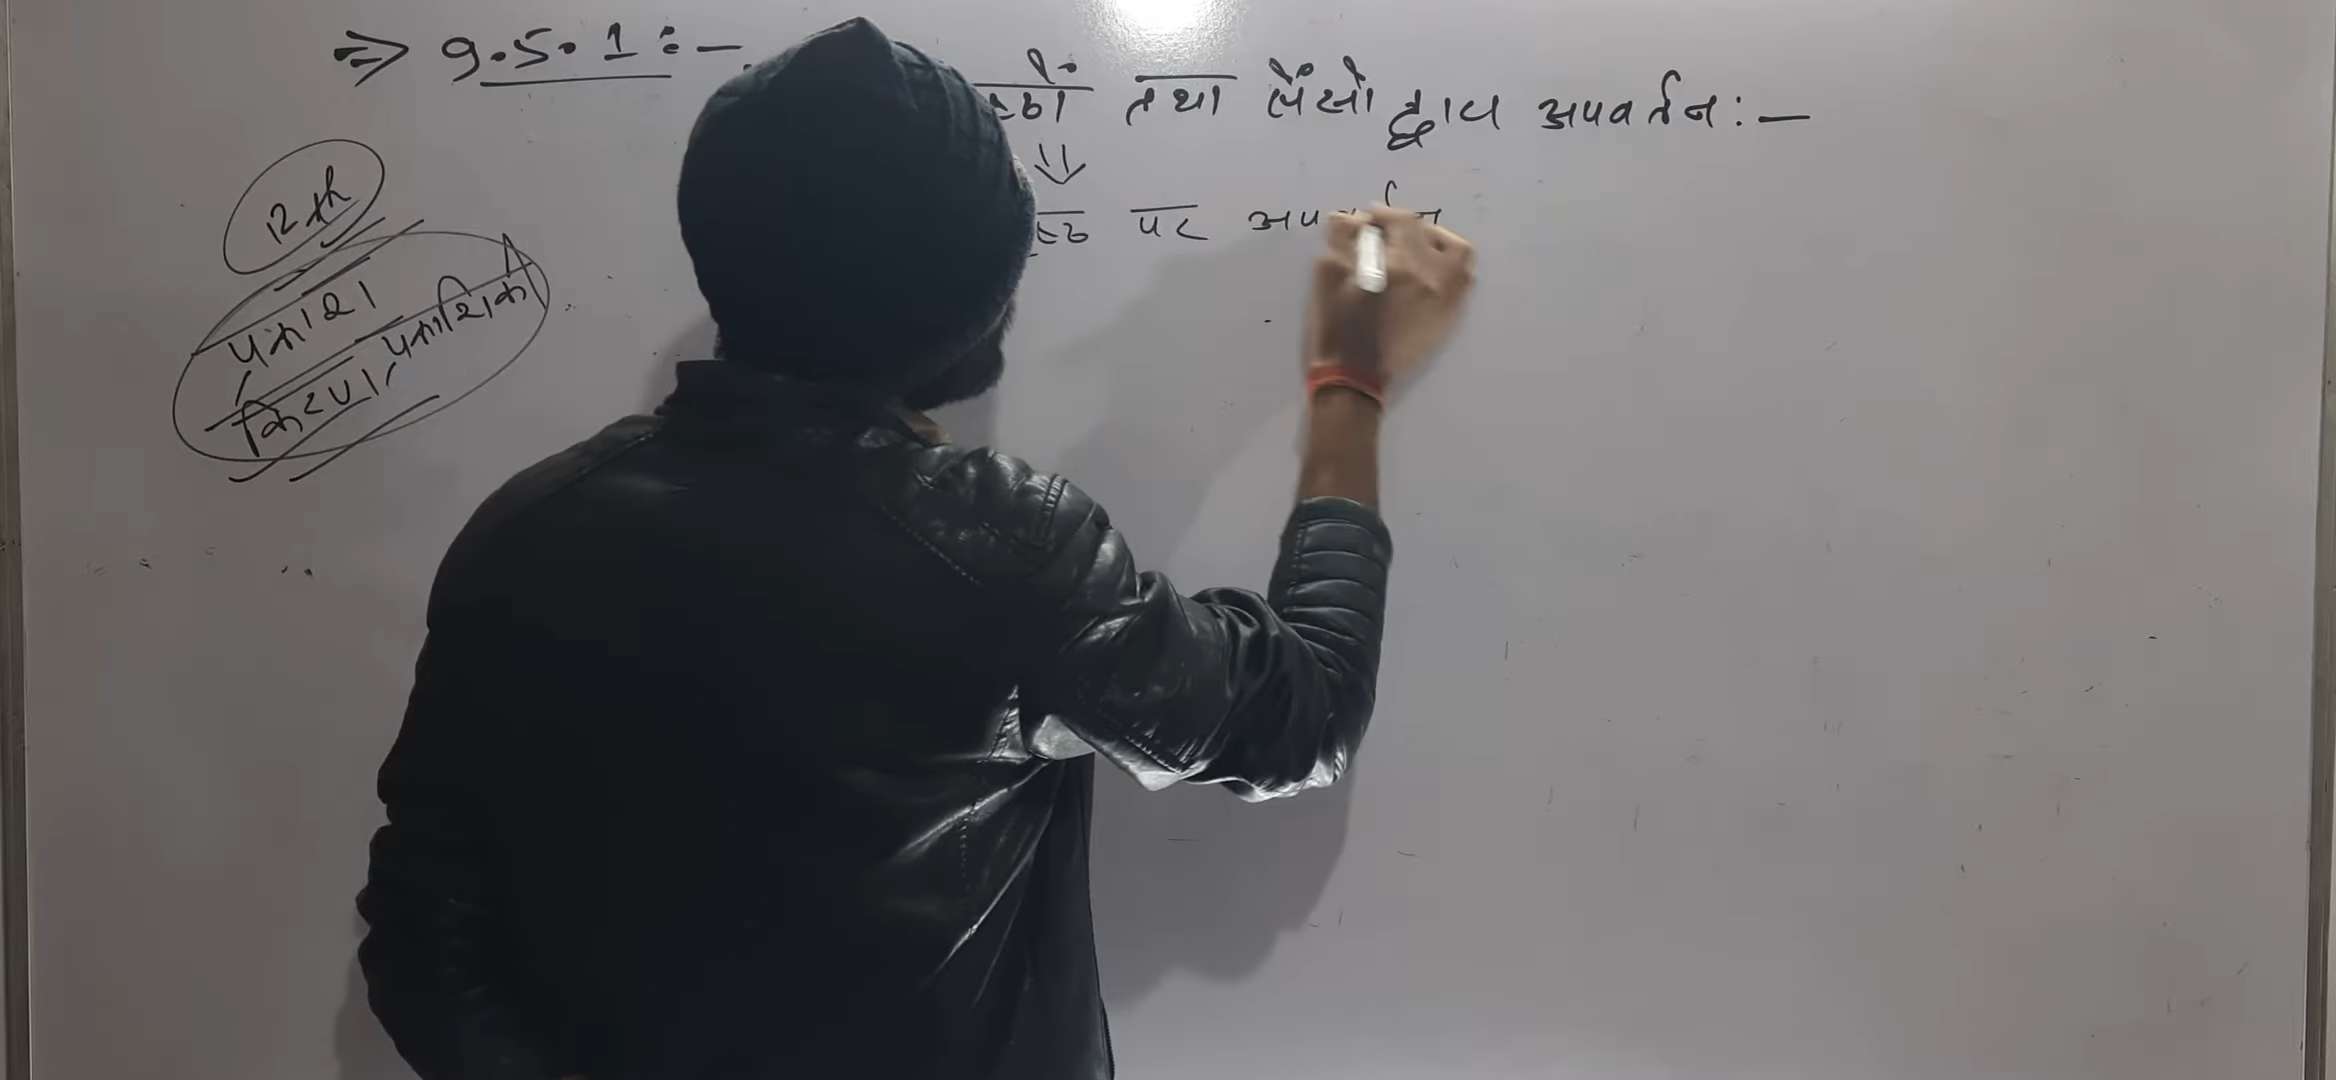 ⇒ 9.5.1 :-
तथा लेंसों द्वारा अपवर्तन :-
⇓
पर
12th
प्रकाश
किरण प्रकाशिकी